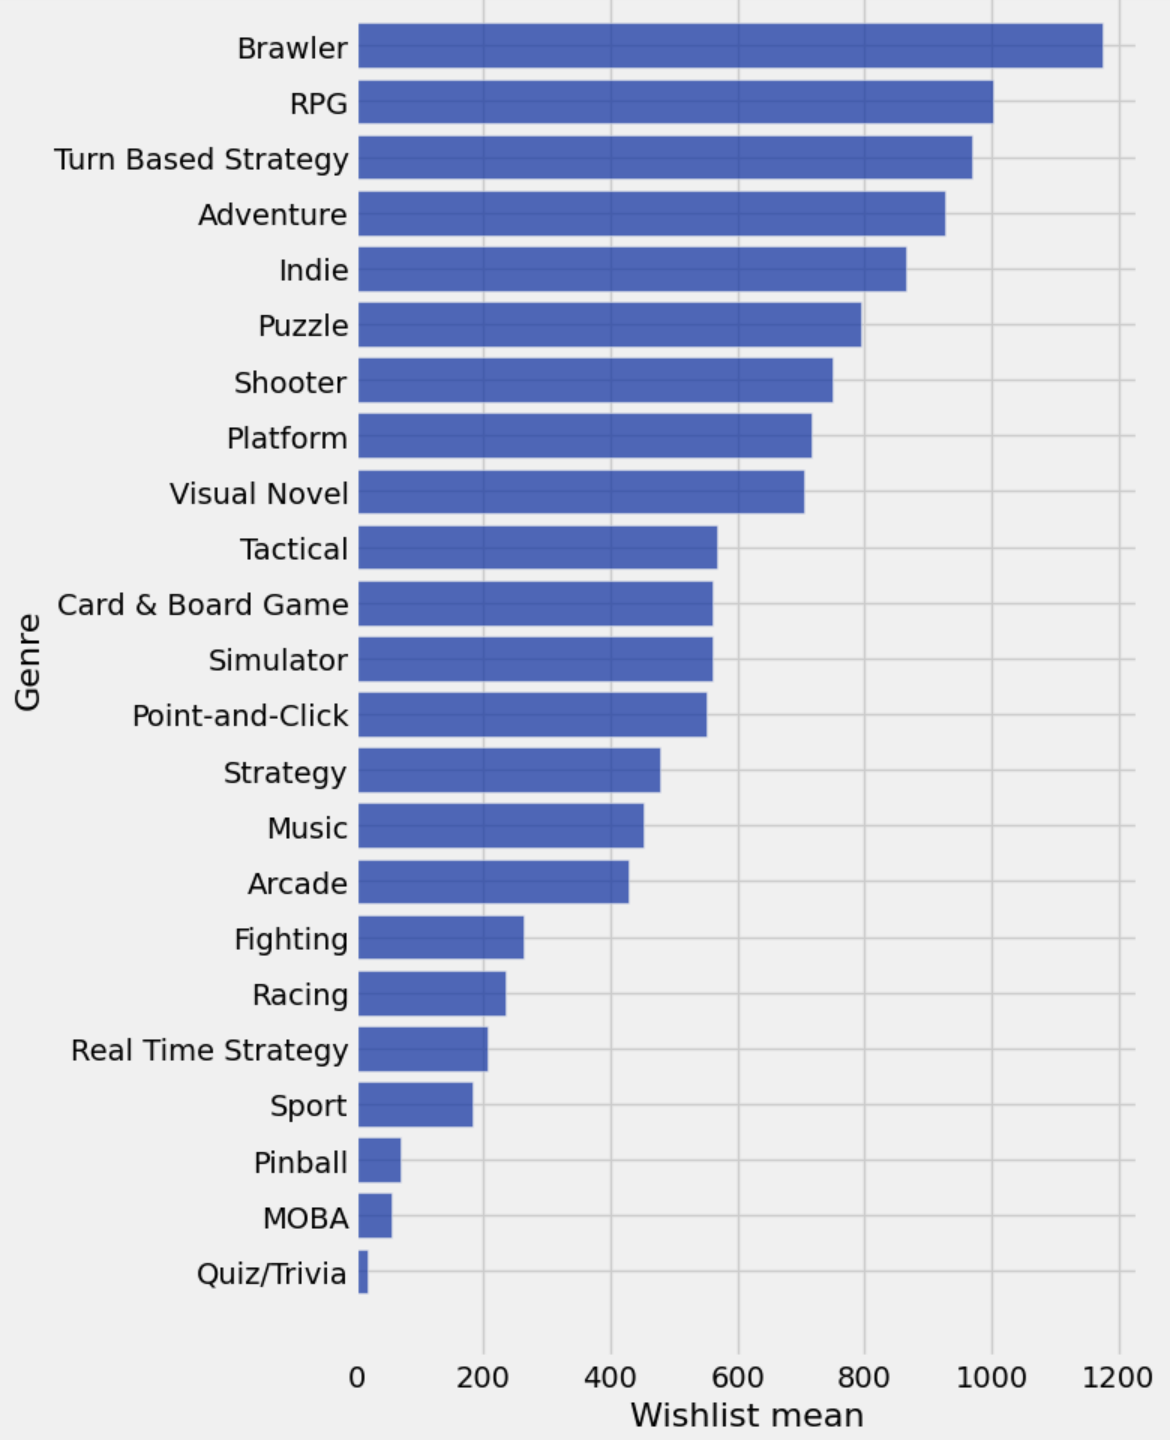 Brawler
RPG
Turn Based Strategy
Adventure
Indie
Puzzle
Shooter
Platform
Visual Novel
Tactical
Card & Board Game
Simulator
Point-and-Click
Strategy
Music
Arcade
Fighting
Racing
Real Time Strategy
Sport
Pinball
MOBA
Quiz/Trivia
Genre
0 200 400 600 800 1000 1200
Wishlist mean